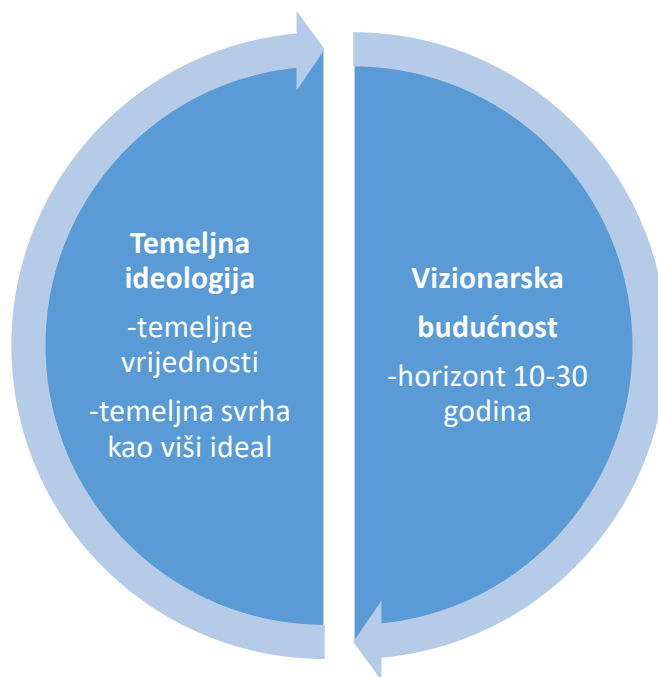 Temeljna
ideologija
-temeljne
vrijednosti
-temeljna svrha
kao viši ideal
Vizionarska
budućnost
-horizont 10-30
godina